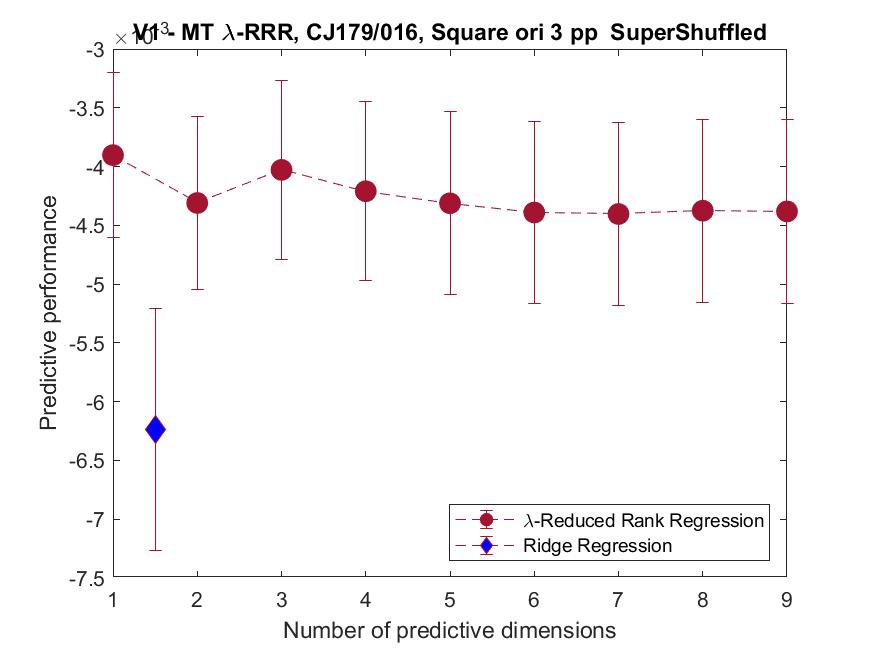 V1 - MT λ-RRR, CJ179/016, Square ori 3 pp  SuperShuffled
-3
-3.5
-4
-4.5
-5
-5.5
-6
-6.5
-7
-7.5
Predictive performance
λ-Reduced Rank Regression
Ridge Regression
1 2 3 4 5 6 7 8 9
Number of predictive dimensions